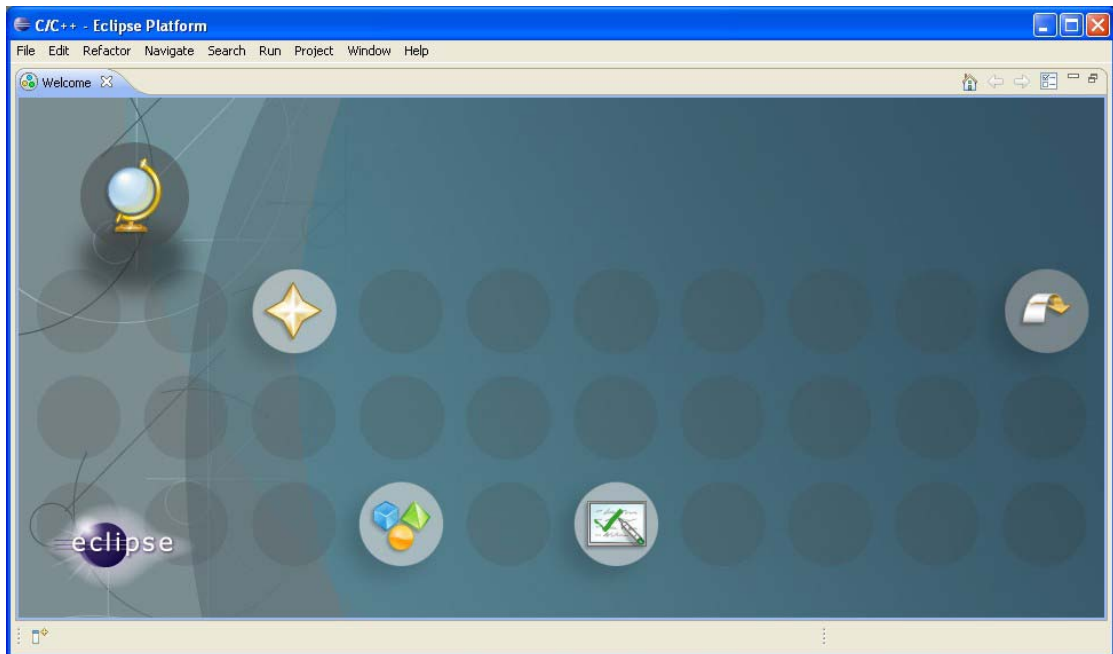 C/C++ - Eclipse Platform
File Edit Refactor Navigate Search Run Project Window Help
Welcome
eclipse